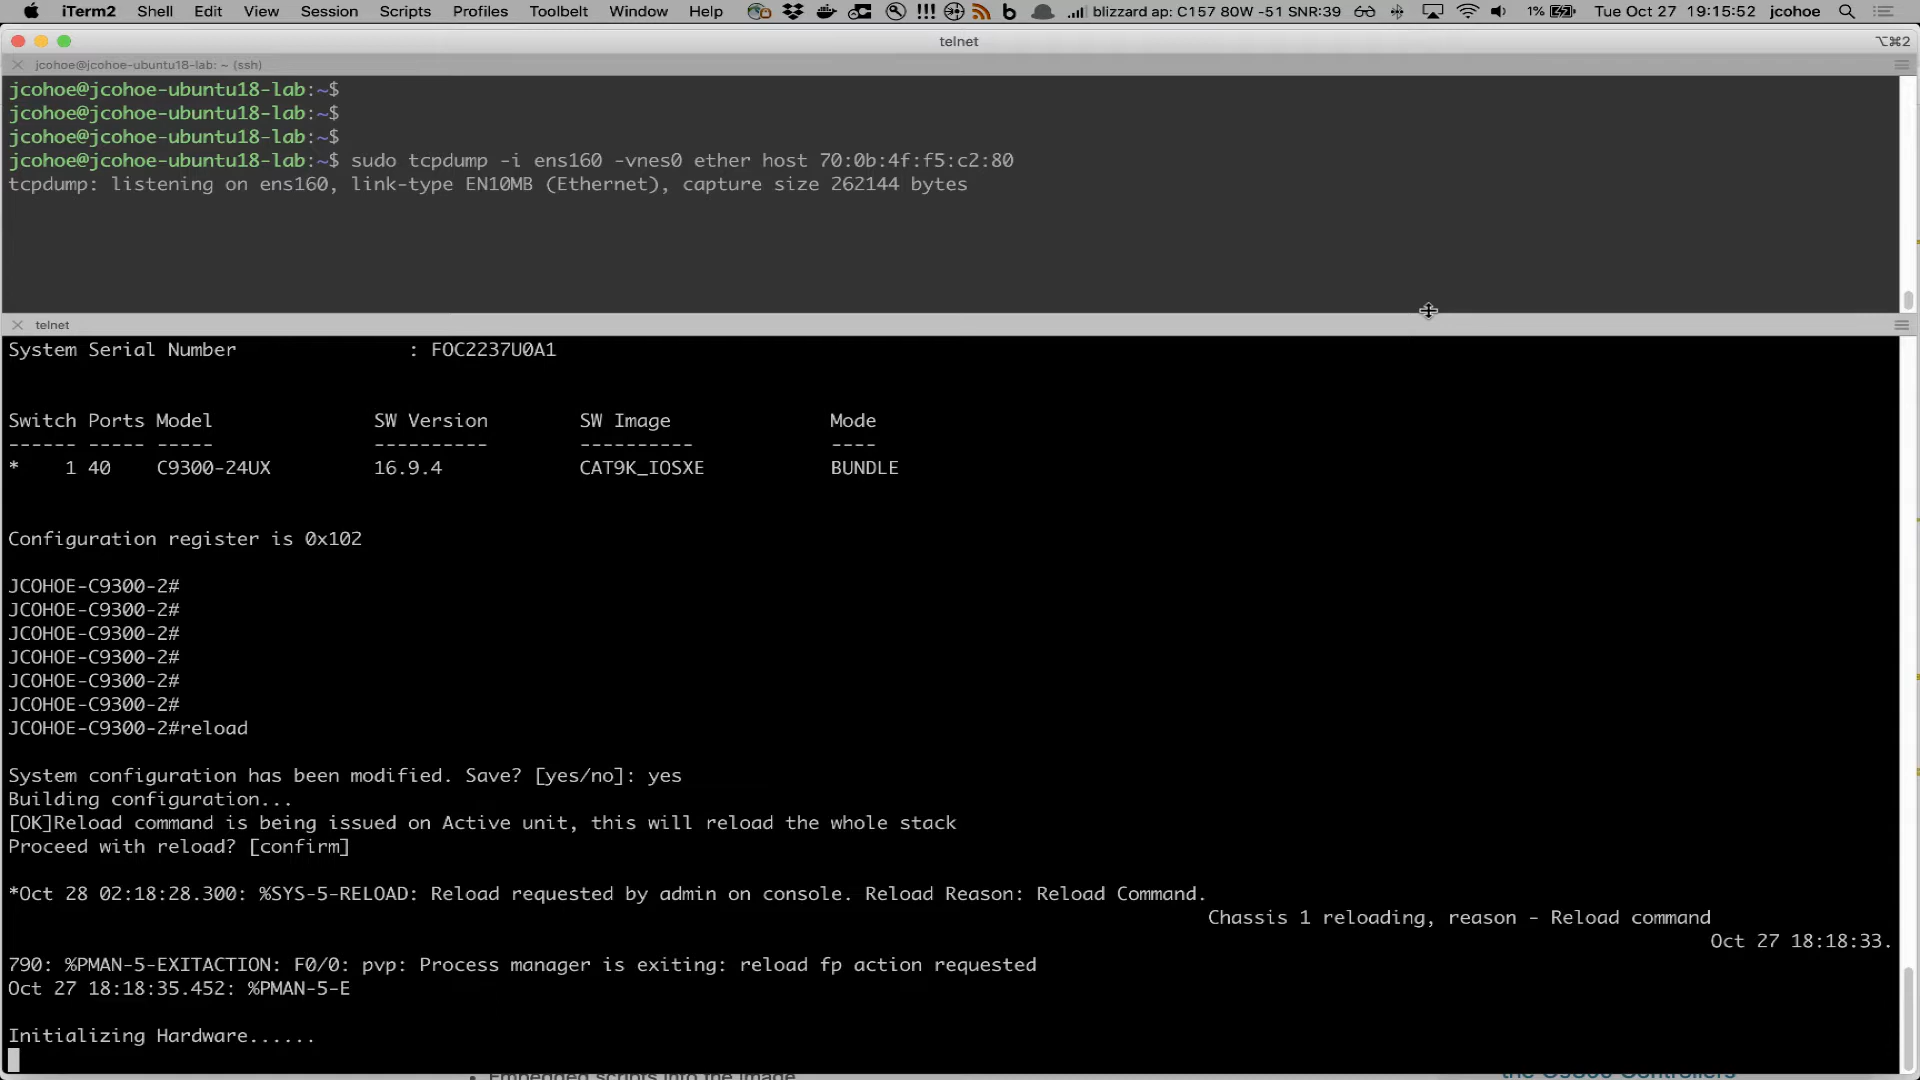 iTerm2 Shell Edit View Session Scripts Profiles Toolbelt Window Help !!! b blizzard ap: C157 80W -51 SNR:39 1% Tue Oct 27 19:15:52 jcohoe
telnet ⌥⌘2
jcohoe@jcohoe-ubuntu18-lab: ~ (ssh)
jcohoe@jcohoe-ubuntu18-lab:~$
jcohoe@jcohoe-ubuntu18-lab:~$
jcohoe@jcohoe-ubuntu18-lab:~$
jcohoe@jcohoe-ubuntu18-lab:~$ sudo tcpdump -i ens160 -vnes0 ether host 70:0b:4f:f5:c2:80
tcpdump: listening on ens160, link-type EN10MB (Ethernet), capture size 262144 bytes
telnet
System Serial Number : FOC2237U0A1
Switch Ports Model SW Version SW Image Mode
------ ----- ----- ---------- ---------- ----
* 1 40 C9300-24UX 16.9.4 CAT9K_IOSXE BUNDLE
Configuration register is 0x102
JCOHOE-C9300-2#
JCOHOE-C9300-2#
JCOHOE-C9300-2#
JCOHOE-C9300-2#
JCOHOE-C9300-2#
JCOHOE-C9300-2#
JCOHOE-C9300-2#reload
System configuration has been modified. Save? [yes/no]: yes
Building configuration...
[OK]Reload command is being issued on Active unit, this will reload the whole stack
Proceed with reload? [confirm]
*Oct 28 02:18:28.300: %SYS-5-RELOAD: Reload requested by admin on console. Reload Reason: Reload Command.
Chassis 1 reloading, reason - Reload command
Oct 27 18:18:33.
790: %PMAN-5-EXITACTION: F0/0: pvp: Process manager is exiting: reload fp action requested
Oct 27 18:18:35.452: %PMAN-5-E
Initializing Hardware......
Embedded scripts into the image
the C9800 Controllers